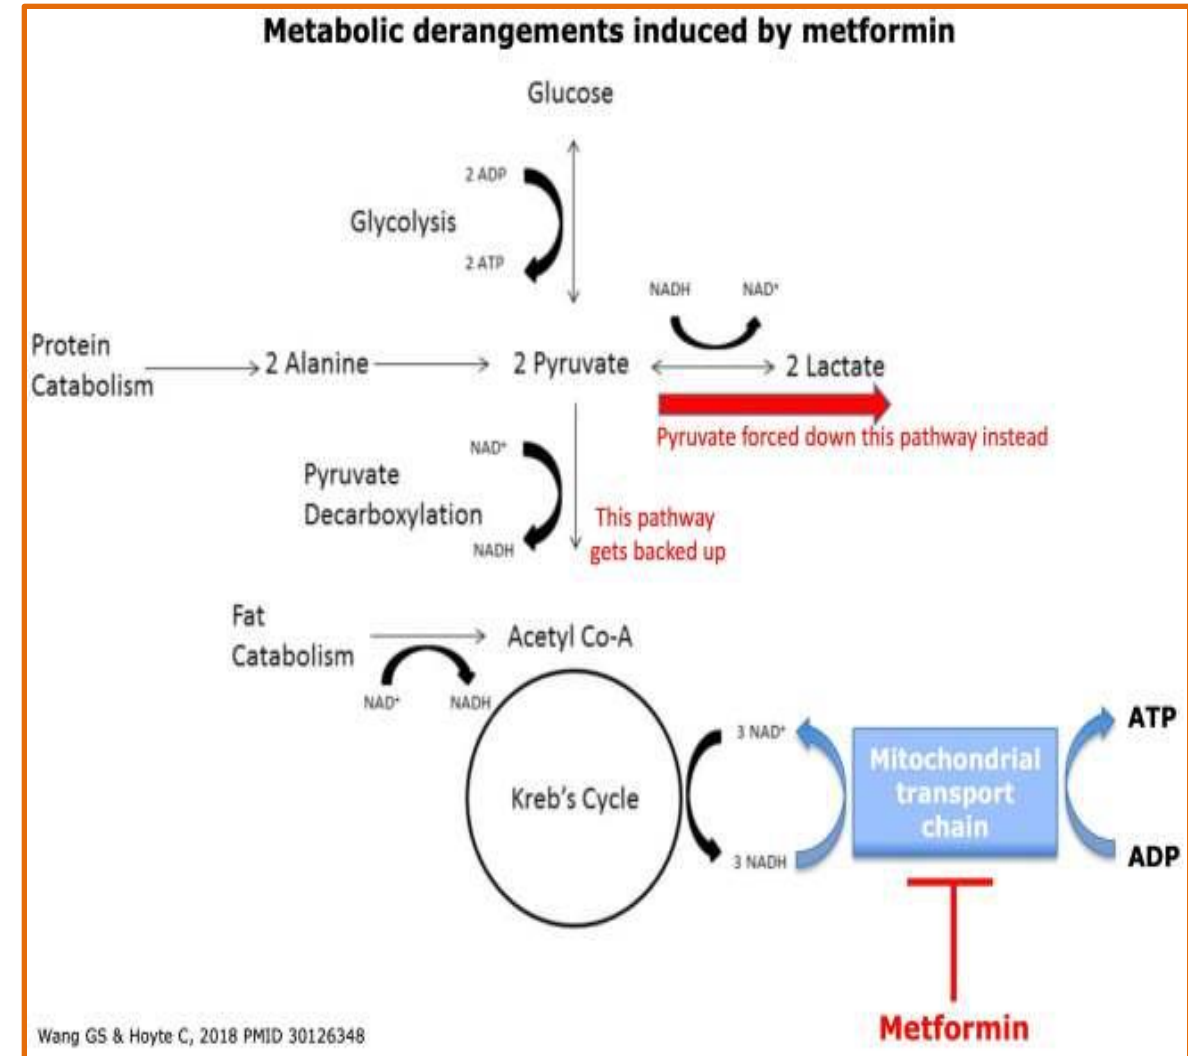 Metabolic derangements induced by metformin
Glucose
2 ADP
Glycolysis
2 ATP
NADH
NAD⁺
Protein
Catabolism
2 Alanine
2 Pyruvate
2 Lactate
Pyruvate forced down this pathway instead
NAD⁺
Pyruvate
Decarboxylation
NADH
This pathway
gets backed up
Fat
Catabolism
Acetyl Co-A
NAD⁺
NADH
Kreb's Cycle
3 NAD⁺
3 NADH
Mitochondrial
transport
chain
ATP
ADP
Metformin
Wang GS & Hoyte C, 2018 PMID 30126348